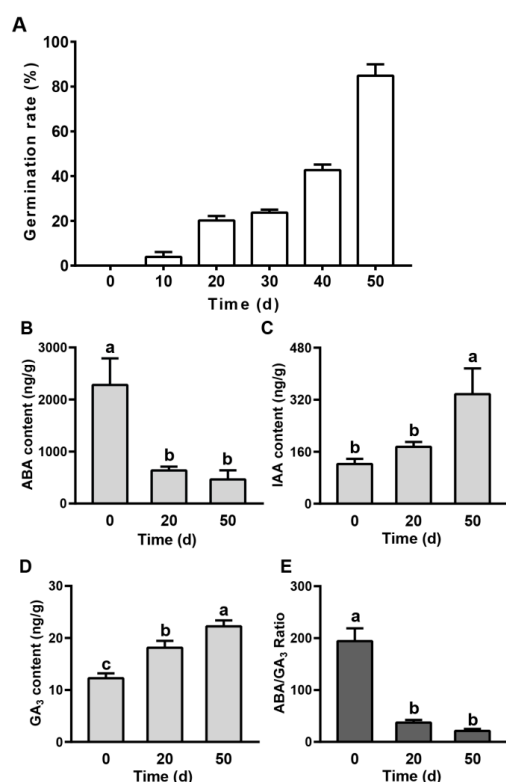 A
Germination rate (%)
100
80
60
40
20
0
0 10 20 30 40 50
Time (d)
B
ABA content (ng/g)
3000
2000
1000
0
a
b
b
0 20 50
Time (d)
C
IAA content (ng/g)
480
320
160
0
b
b
a
0 20 50
Time (d)
D
GA₃ content (ng/g)
30
20
10
0
c
b
a
0 20 50
Time (d)
E
ABA/GA₃ Ratio
300
200
100
0
a
b
b
0 20 50
Time (d)